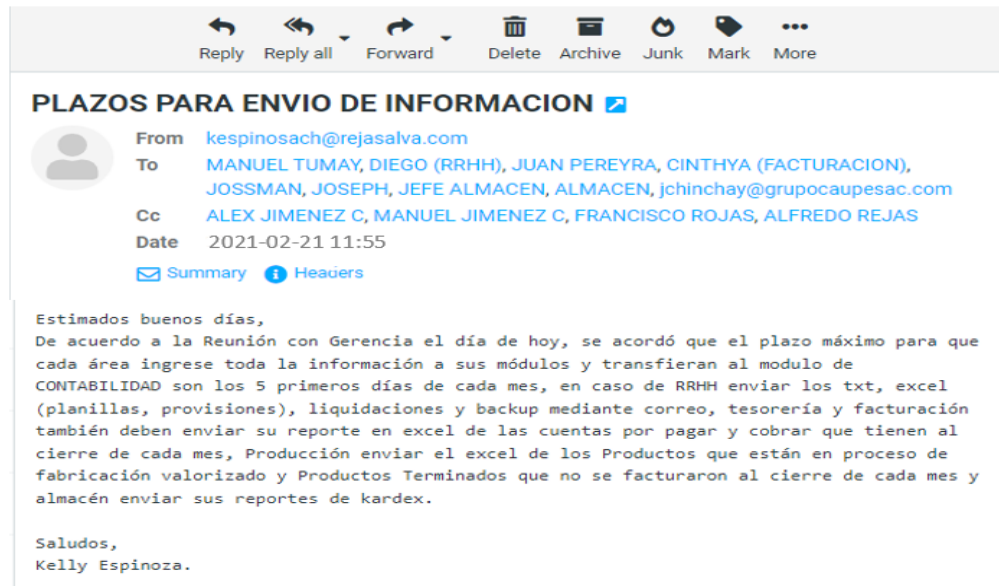 Reply Reply all Forward Delete Archive Junk Mark More
PLAZOS PARA ENVIO DE INFORMACION
From kespinosach@rejasalva.com
To MANUEL TUMAY, DIEGO (RRHH), JUAN PEREYRA, CINTHYA (FACTURACION),
JOSSMAN, JOSEPH, JEFE ALMACEN, ALMACEN, jchinchay@grupocaupesac.com
Cc ALEX JIMENEZ C, MANUEL JIMENEZ C, FRANCISCO ROJAS, ALFREDO REJAS
Date 2021-02-21 11:55
Summary Headers
Estimados buenos días,
De acuerdo a la Reunión con Gerencia el día de hoy, se acordó que el plazo máximo para que
cada área ingrese toda la información a sus módulos y transfieran al modulo de
CONTABILIDAD son los 5 primeros días de cada mes, en caso de RRHH enviar los txt, excel
(planillas, provisiones), liquidaciones y backup mediante correo, tesorería y facturación
también deben enviar su reporte en excel de las cuentas por pagar y cobrar que tienen al
cierre de cada mes, Producción enviar el excel de los Productos que están en proceso de
fabricación valorizado y Productos Terminados que no se facturaron al cierre de cada mes y
almacén enviar sus reportes de kardex.
Saludos,
Kelly Espinoza.